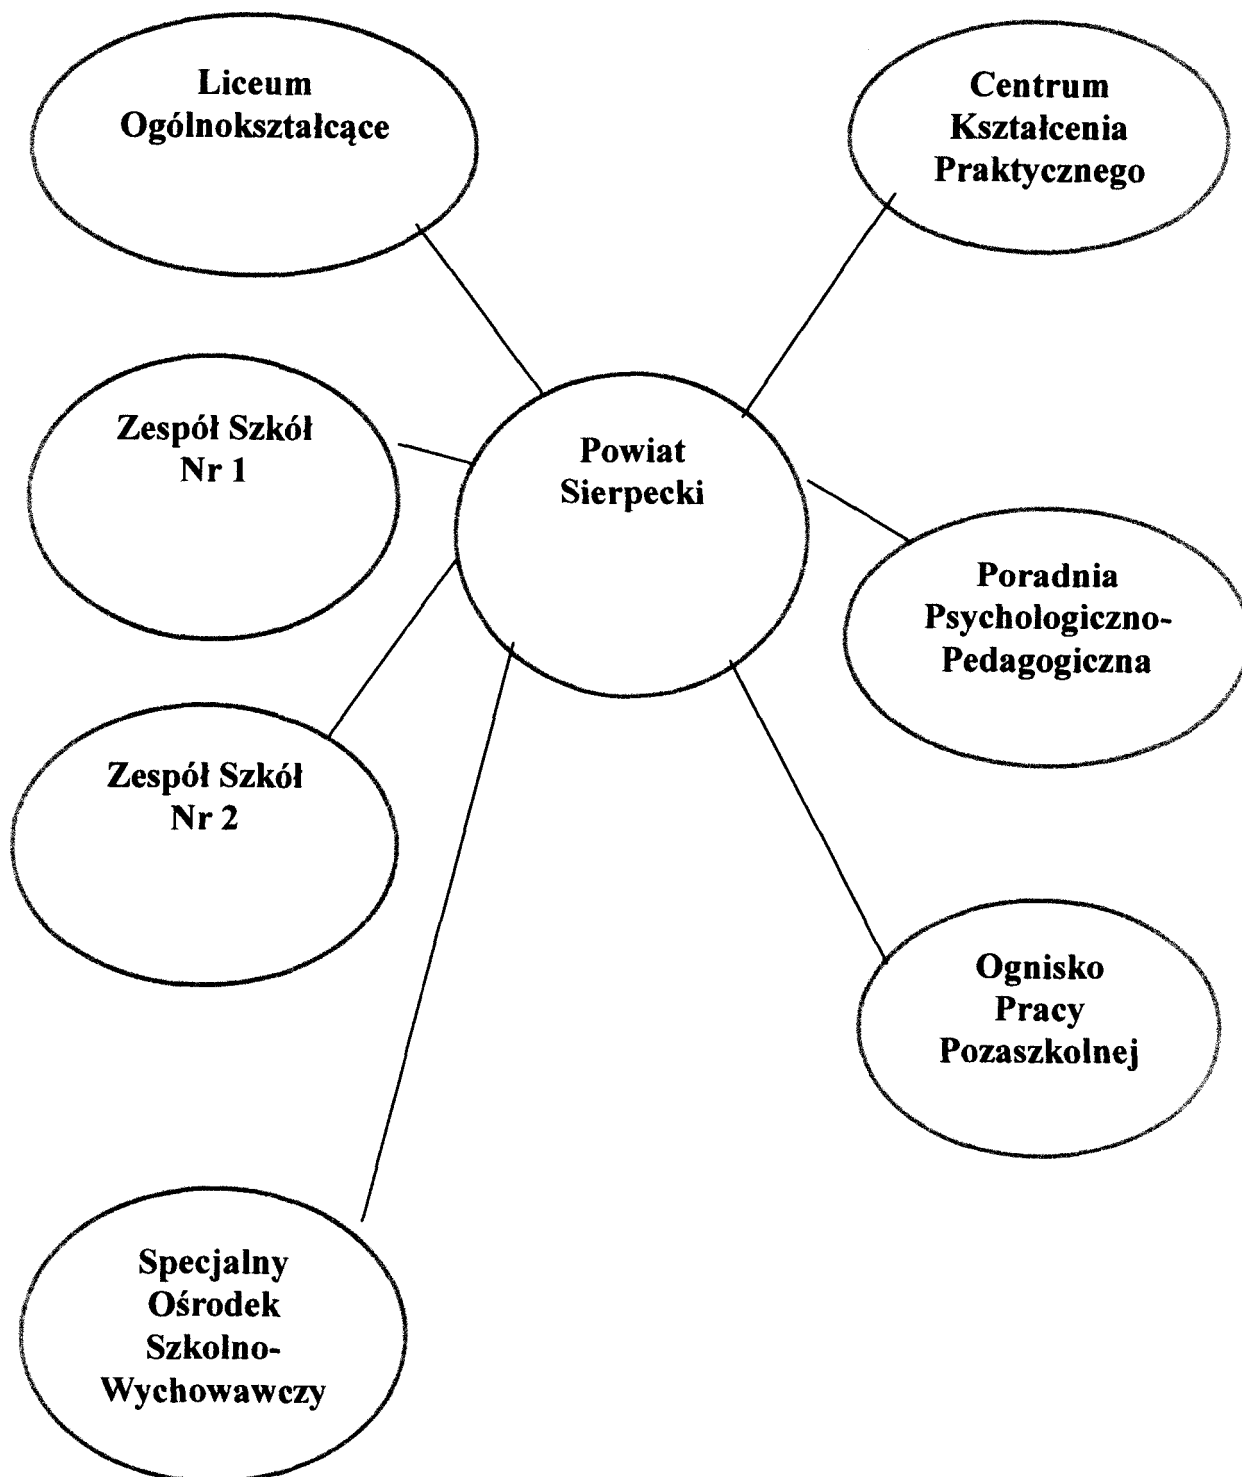 Liceum
Ogólnokształcące
Centrum
Kształcenia
Praktycznego
Zespół Szkół
Nr 1
Powiat
Sierpecki
Poradnia
Psychologiczno-
Pedagogiczna
Zespół Szkół
Nr 2
Ognisko
Pracy
Pozaszkolnej
Specjalny
Ośrodek
Szkolno-
Wychowawczy